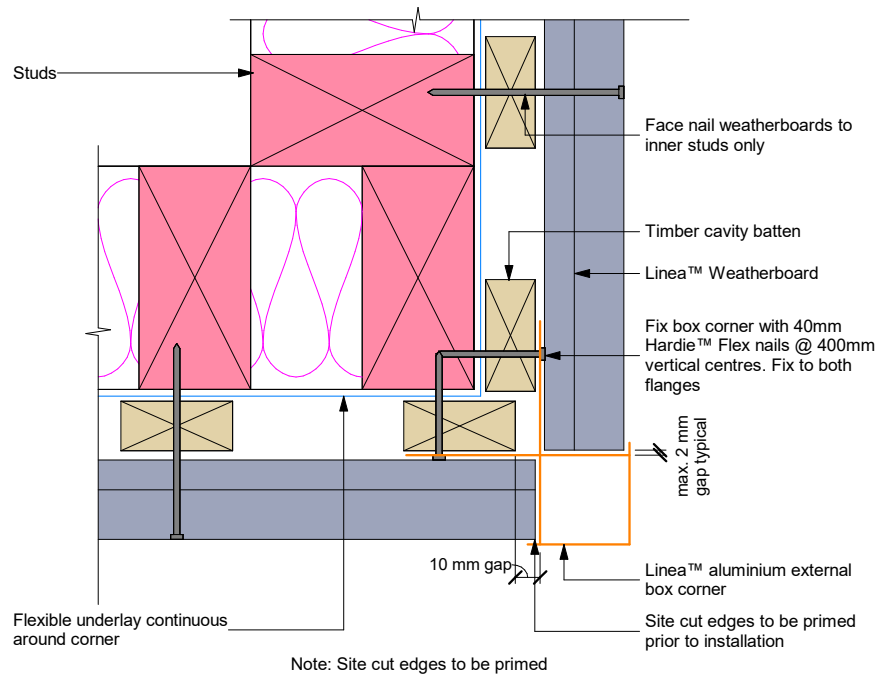 Studs
Face nail weatherboards to
inner studs only
Timber cavity batten
Linea™ Weatherboard
Fix box corner with 40mm
Hardie™ Flex nails @ 400mm
vertical centres. Fix to both
flanges
max. 2 mm
gap typical
10 mm gap
Linea™ aluminium external
box corner
Flexible underlay continuous
around corner
Site cut edges to be primed
prior to installation
Note: Site cut edges to be primed